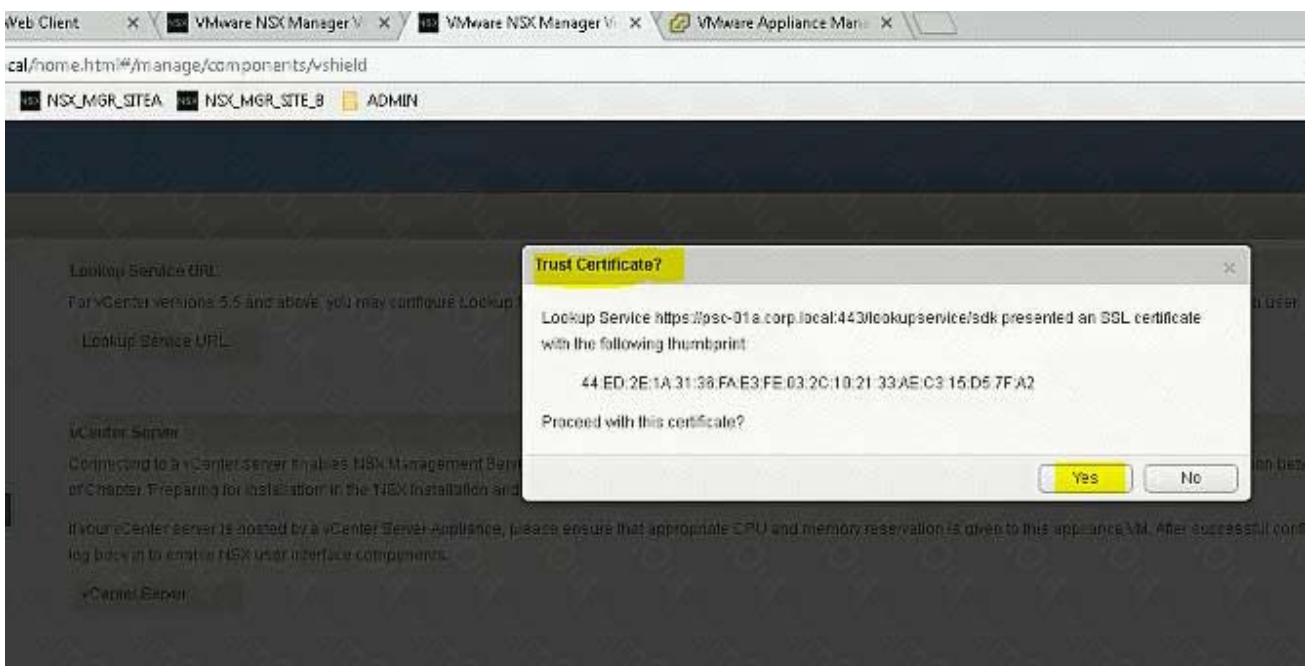 Web Client
VMware NSX Manager V
VMware NSX Manager Vi
VMware Appliance Mana
cal/home.html#/manage/components/vshield
NSX_MGR_SITEA
NSX_MGR_SITE_B
ADMIN
Lookup Service URL
For vCenter versions 5.5 and above, you may configure Lookup
Lookup Service URL:
Trust Certificate?
Lookup Service https://psc-01a.corp.local:443/lookupservice/sdk presented an SSL certificate
with the following thumbprint
44:ED:2E:1A:31:36:FA:E3:FE:03:2C:10:21:33:AE:C3:15:D5:7F:A2
Proceed with this certificate?
Yes
No
vCenter Server
Connecting to a vCenter server enables NSX Management
of Chapter 'Preparing for Installation' in the 'NSX Installation and
If your vCenter server is hosted by a vCenter Server Appliance, please ensure that appropriate CPU and memory reservation is given to this appliance VM. After successful
log back in to enable NSX user interface components.
vCenter Server